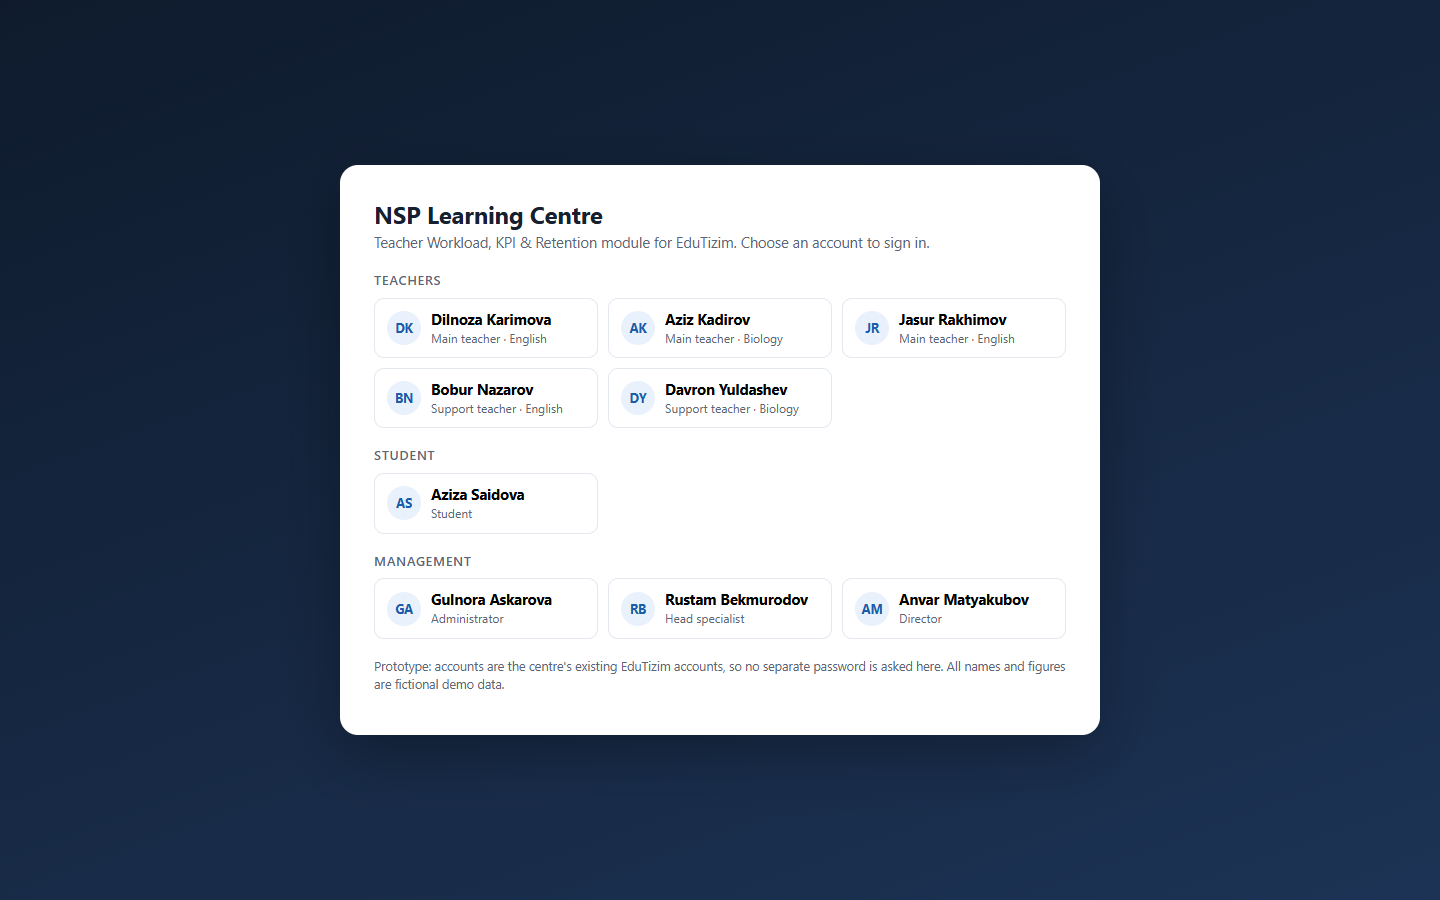 NSP Learning Centre
Teacher Workload, KPI & Retention module for EduTizim. Choose an account to sign in.
TEACHERS
DK
Dilnoza Karimova
Main teacher · English
AK
Aziz Kadirov
Main teacher · Biology
JR
Jasur Rakhimov
Main teacher · English
BN
Bobur Nazarov
Support teacher · English
DY
Davron Yuldashev
Support teacher · Biology
STUDENT
AS
Aziza Saidova
Student
MANAGEMENT
GA
Gulnora Askarova
Administrator
RB
Rustam Bekmurodov
Head specialist
AM
Anvar Matyakubov
Director
Prototype: accounts are the centre's existing EduTizim accounts, so no separate password is asked here. All names and figures
are fictional demo data.